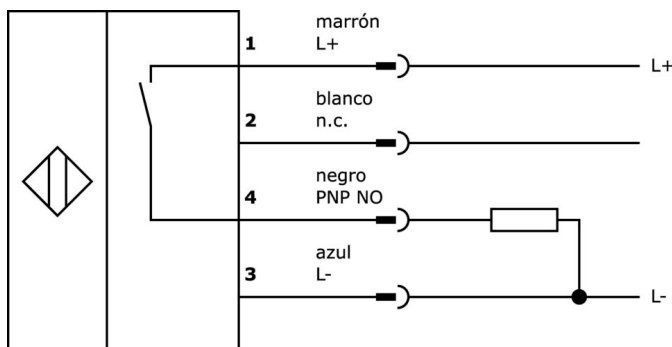 marrón
1 L+
L+
blanco
2 n.c.
negro
4 PNP NO
azul
3 L-
L-